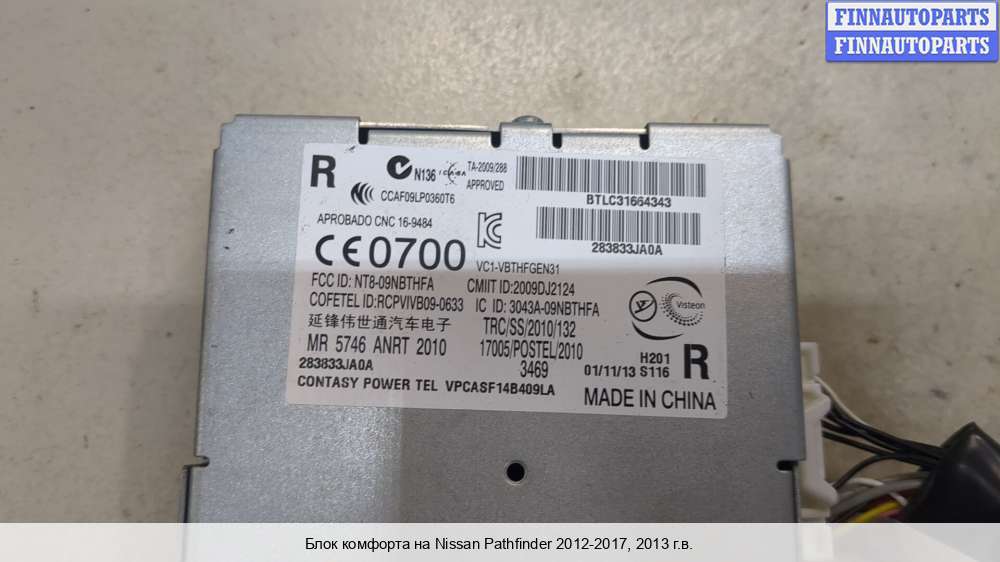 FINNAUTOPARTS
FINNAUTOPARTS
R
N136
ICASA
TA-2009/288
APPROVED
CCAF09LP0360T6
BTLC31664343
APROBADO CNC 16-9484
283833JA0A
CE0700
VC1-VBTHFGEN31
FCC ID: NT8-09NBTHFA
CMIIT ID:2009DJ2124
COFETEL ID:RCPVIVB09-0633
IC ID: 3043A-09NBTHFA
Visteon
延锋伟世通汽车电子
TRC/SS/2010/132
MR 5746 ANRT 2010
17005/POSTEL/2010
H201
R
283833JA0A
3469
01/11/13 S116
CONTASY POWER TEL VPCASF14B409LA
MADE IN CHINA
Блок комфорта на Nissan Pathfinder 2012-2017, 2013 г.в.